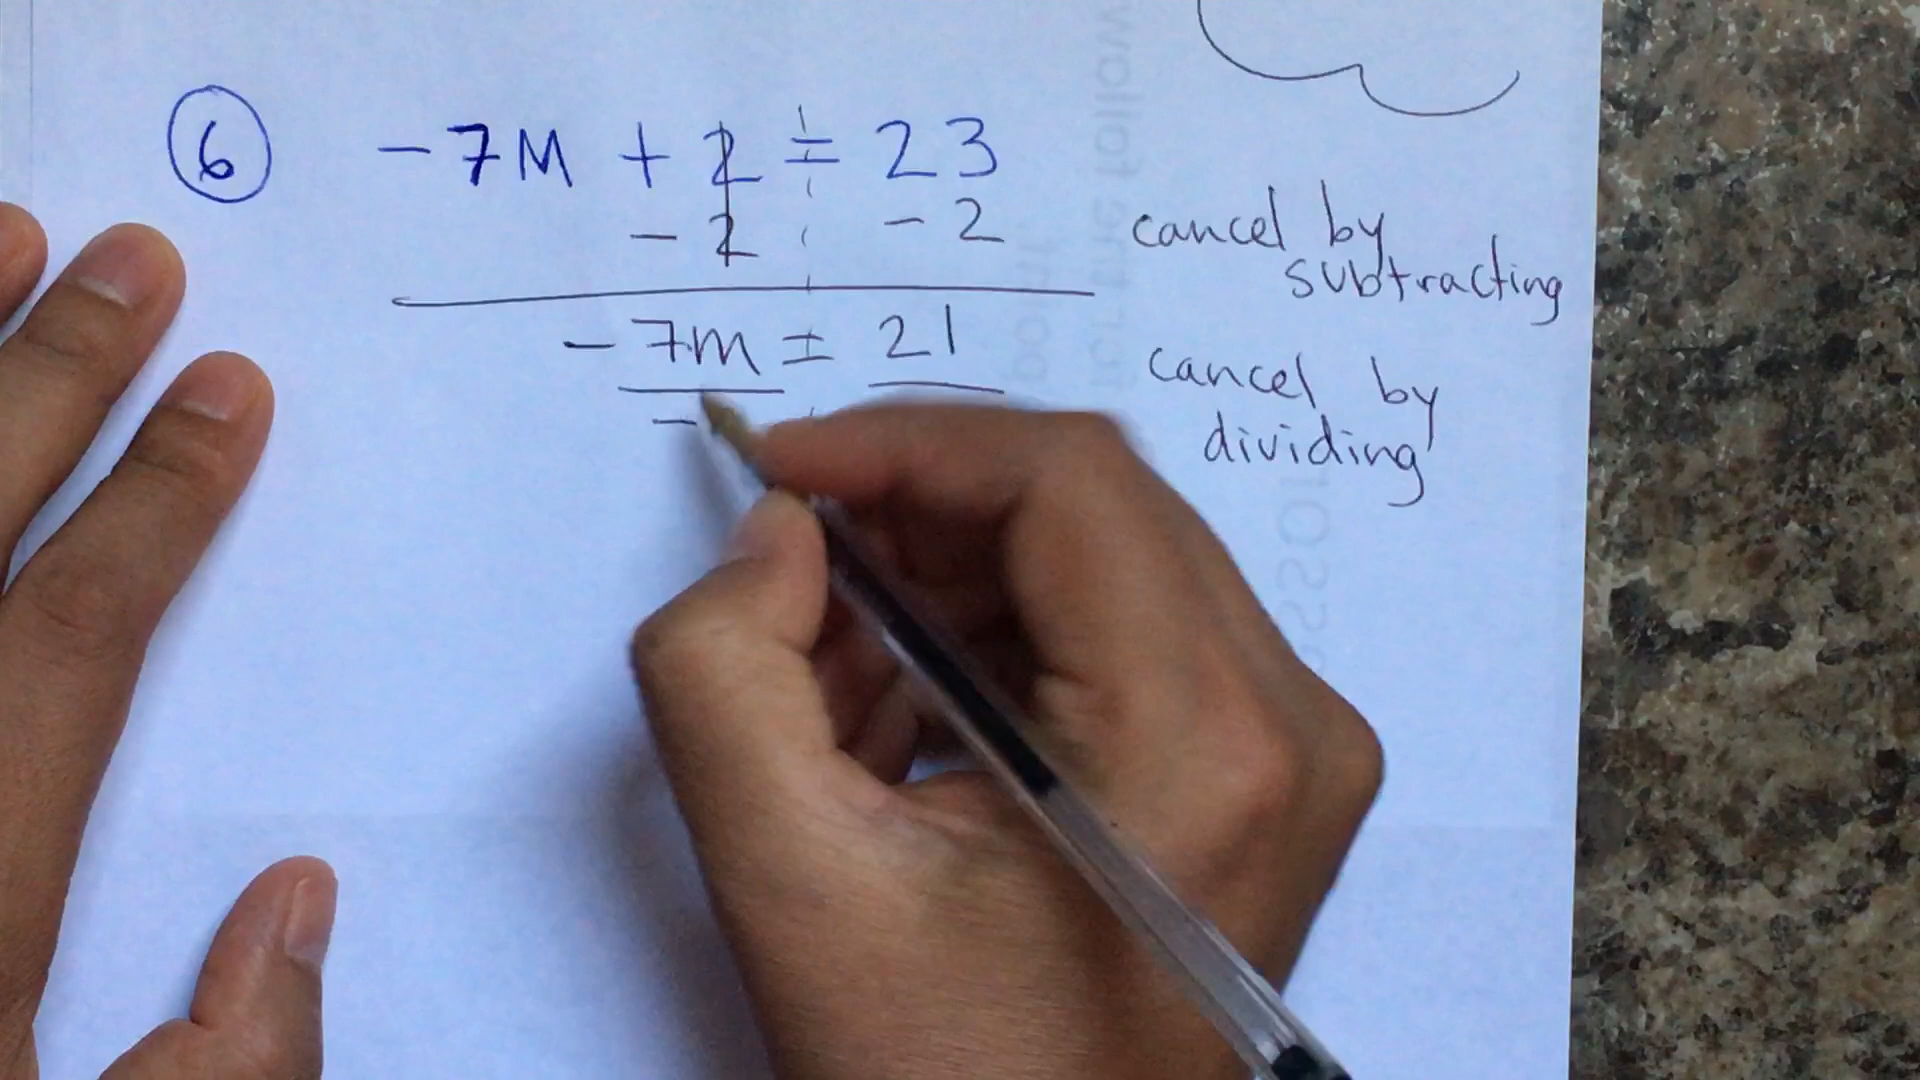 6 -7M + 2 = 23
- 2 - 2
cancel by
subtracting
-7m = 21
cancel by
dividing
-